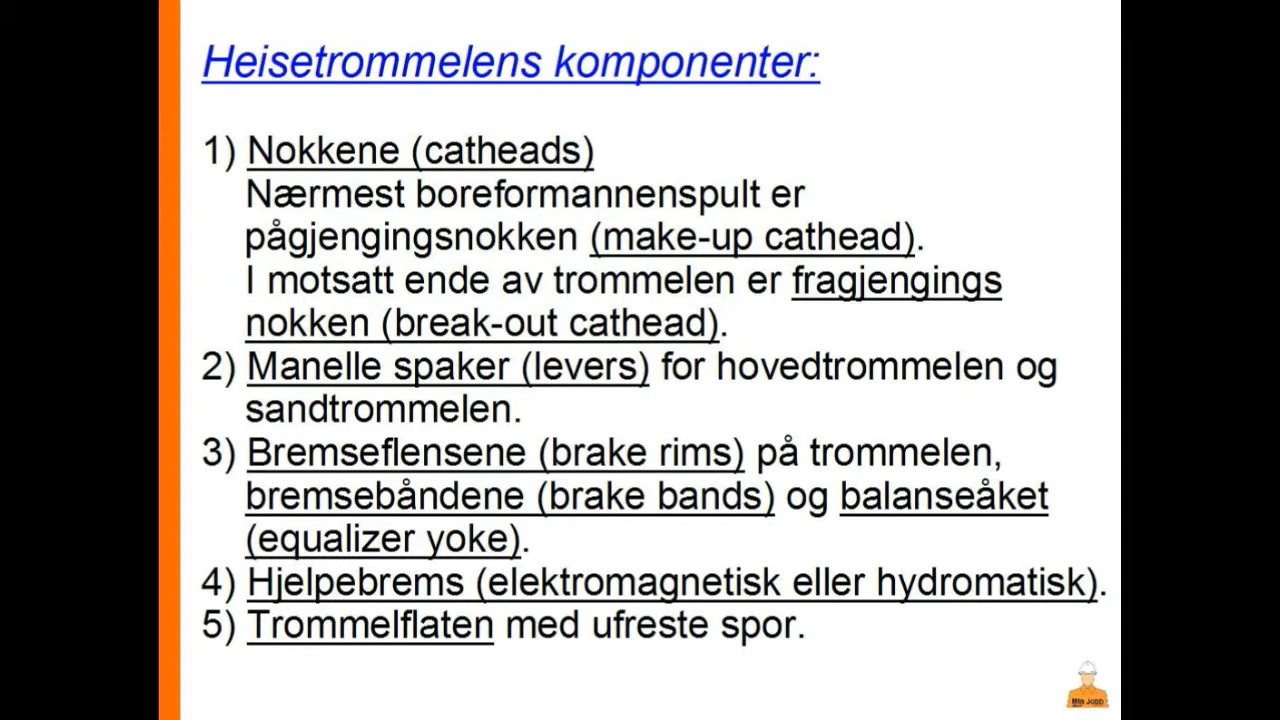 Heisetrommelens komponenter:
1) Nokkene (catheads)
Nærmest boreformannenspult er
pågjengingsnokken (make-up cathead).
I motsatt ende av trommelen er fragjengings
nokken (break-out cathead).
2) Manelle spaker (levers) for hovedtrommelen og
sandtrommelen.
3) Bremseflensene (brake rims) på trommelen,
bremsebåndene (brake bands) og balanseåket
(equalizer yoke).
4) Hjelpebrems (elektromagnetisk eller hydromatisk).
5) Trommelflaten med ufreste spor.
Min Jobb